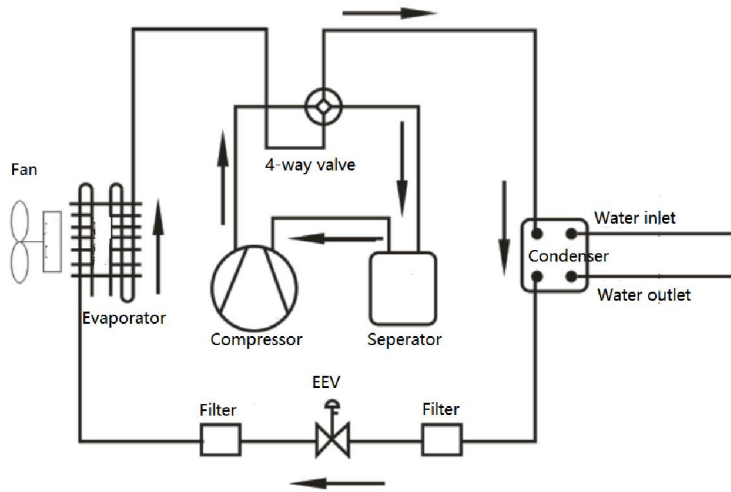 4-way valve
Fan
Water inlet
Condenser
Water outlet
Evaporator
Compressor
Seperator
EEV
Filter
Filter